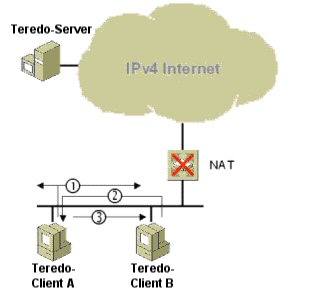 Teredo-Server
IPv4 Internet
NAT
①
②
③
Teredo-
Client A
Teredo-
Client B